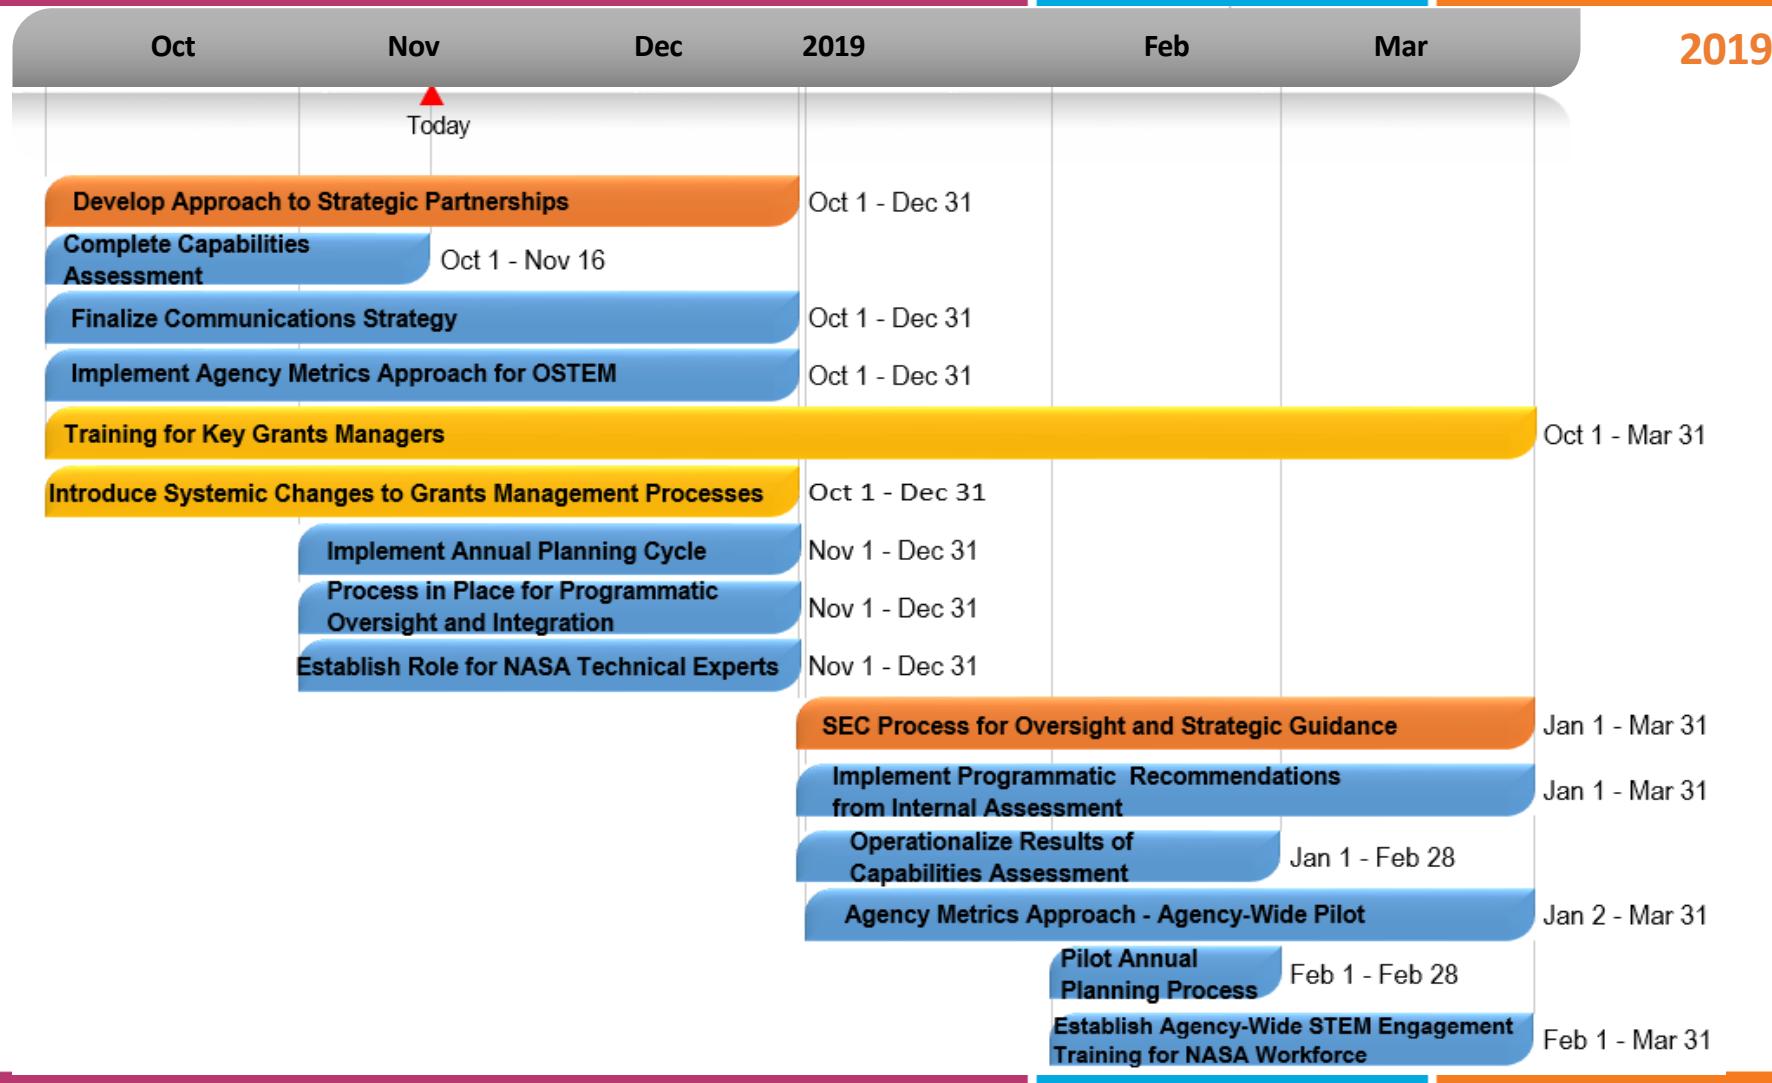 Oct Nov Dec 2019 Feb Mar 2019
Today
Develop Approach to Strategic Partnerships Oct 1 - Dec 31
Complete Capabilities
Assessment
Oct 1 - Nov 16
Finalize Communications Strategy Oct 1 - Dec 31
Implement Agency Metrics Approach for OSTEM Oct 1 - Dec 31
Training for Key Grants Managers Oct 1 - Mar 31
Introduce Systemic Changes to Grants Management Processes Oct 1 - Dec 31
Implement Annual Planning Cycle Nov 1 - Dec 31
Process in Place for Programmatic
Oversight and Integration
Nov 1 - Dec 31
Establish Role for NASA Technical Experts Nov 1 - Dec 31
SEC Process for Oversight and Strategic Guidance Jan 1 - Mar 31
Implement Programmatic Recommendations
from Internal Assessment
Jan 1 - Mar 31
Operationalize Results of
Capabilities Assessment
Jan 1 - Feb 28
Agency Metrics Approach - Agency-Wide Pilot Jan 2 - Mar 31
Pilot Annual
Planning Process
Feb 1 - Feb 28
Establish Agency-Wide STEM Engagement
Training for NASA Workforce
Feb 1 - Mar 31